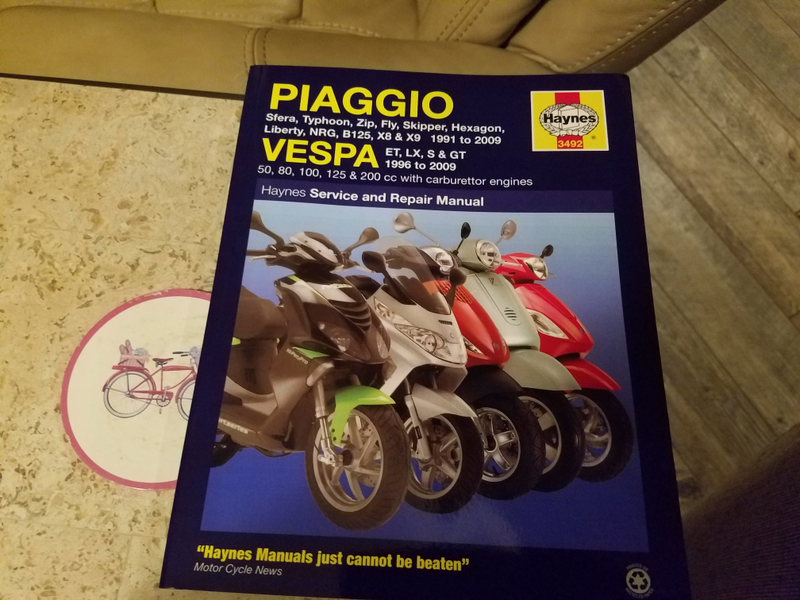 PIAGGIO
Sfera, Typhoon, Zip, Fly, Skipper, Hexagon,
Liberty, NRG, B125, X8 & X9 1991 to 2009
VESPA ET, LX, S & GT
1996 to 2009
50, 80, 100, 125 & 200 cc with carburettor engines
Haynes
3492
Haynes Service and Repair Manual
"Haynes Manuals just cannot be beaten"
Motor Cycle News